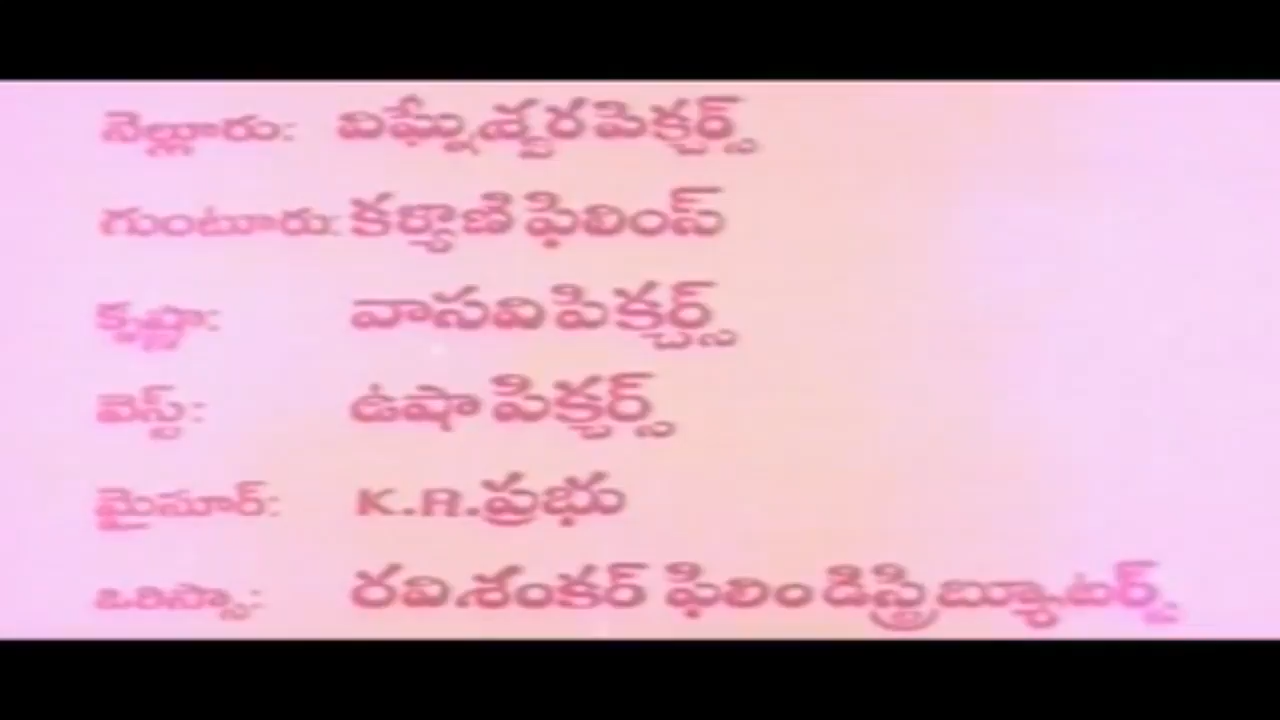 నెల్లూరు: విఘ్నేశ్వర పిక్చర్స్
గుంటూరు: కళ్యాణి ఫిలింస్
కృష్ణా: వాసవి పిక్చర్స్
వెస్ట్: ఉషా పిక్చర్స్
మైసూర్: K.R.ప్రభు
ఒరిస్సా: రవిశంకర్ ఫిలిం డిస్ట్రిబ్యూటర్స్